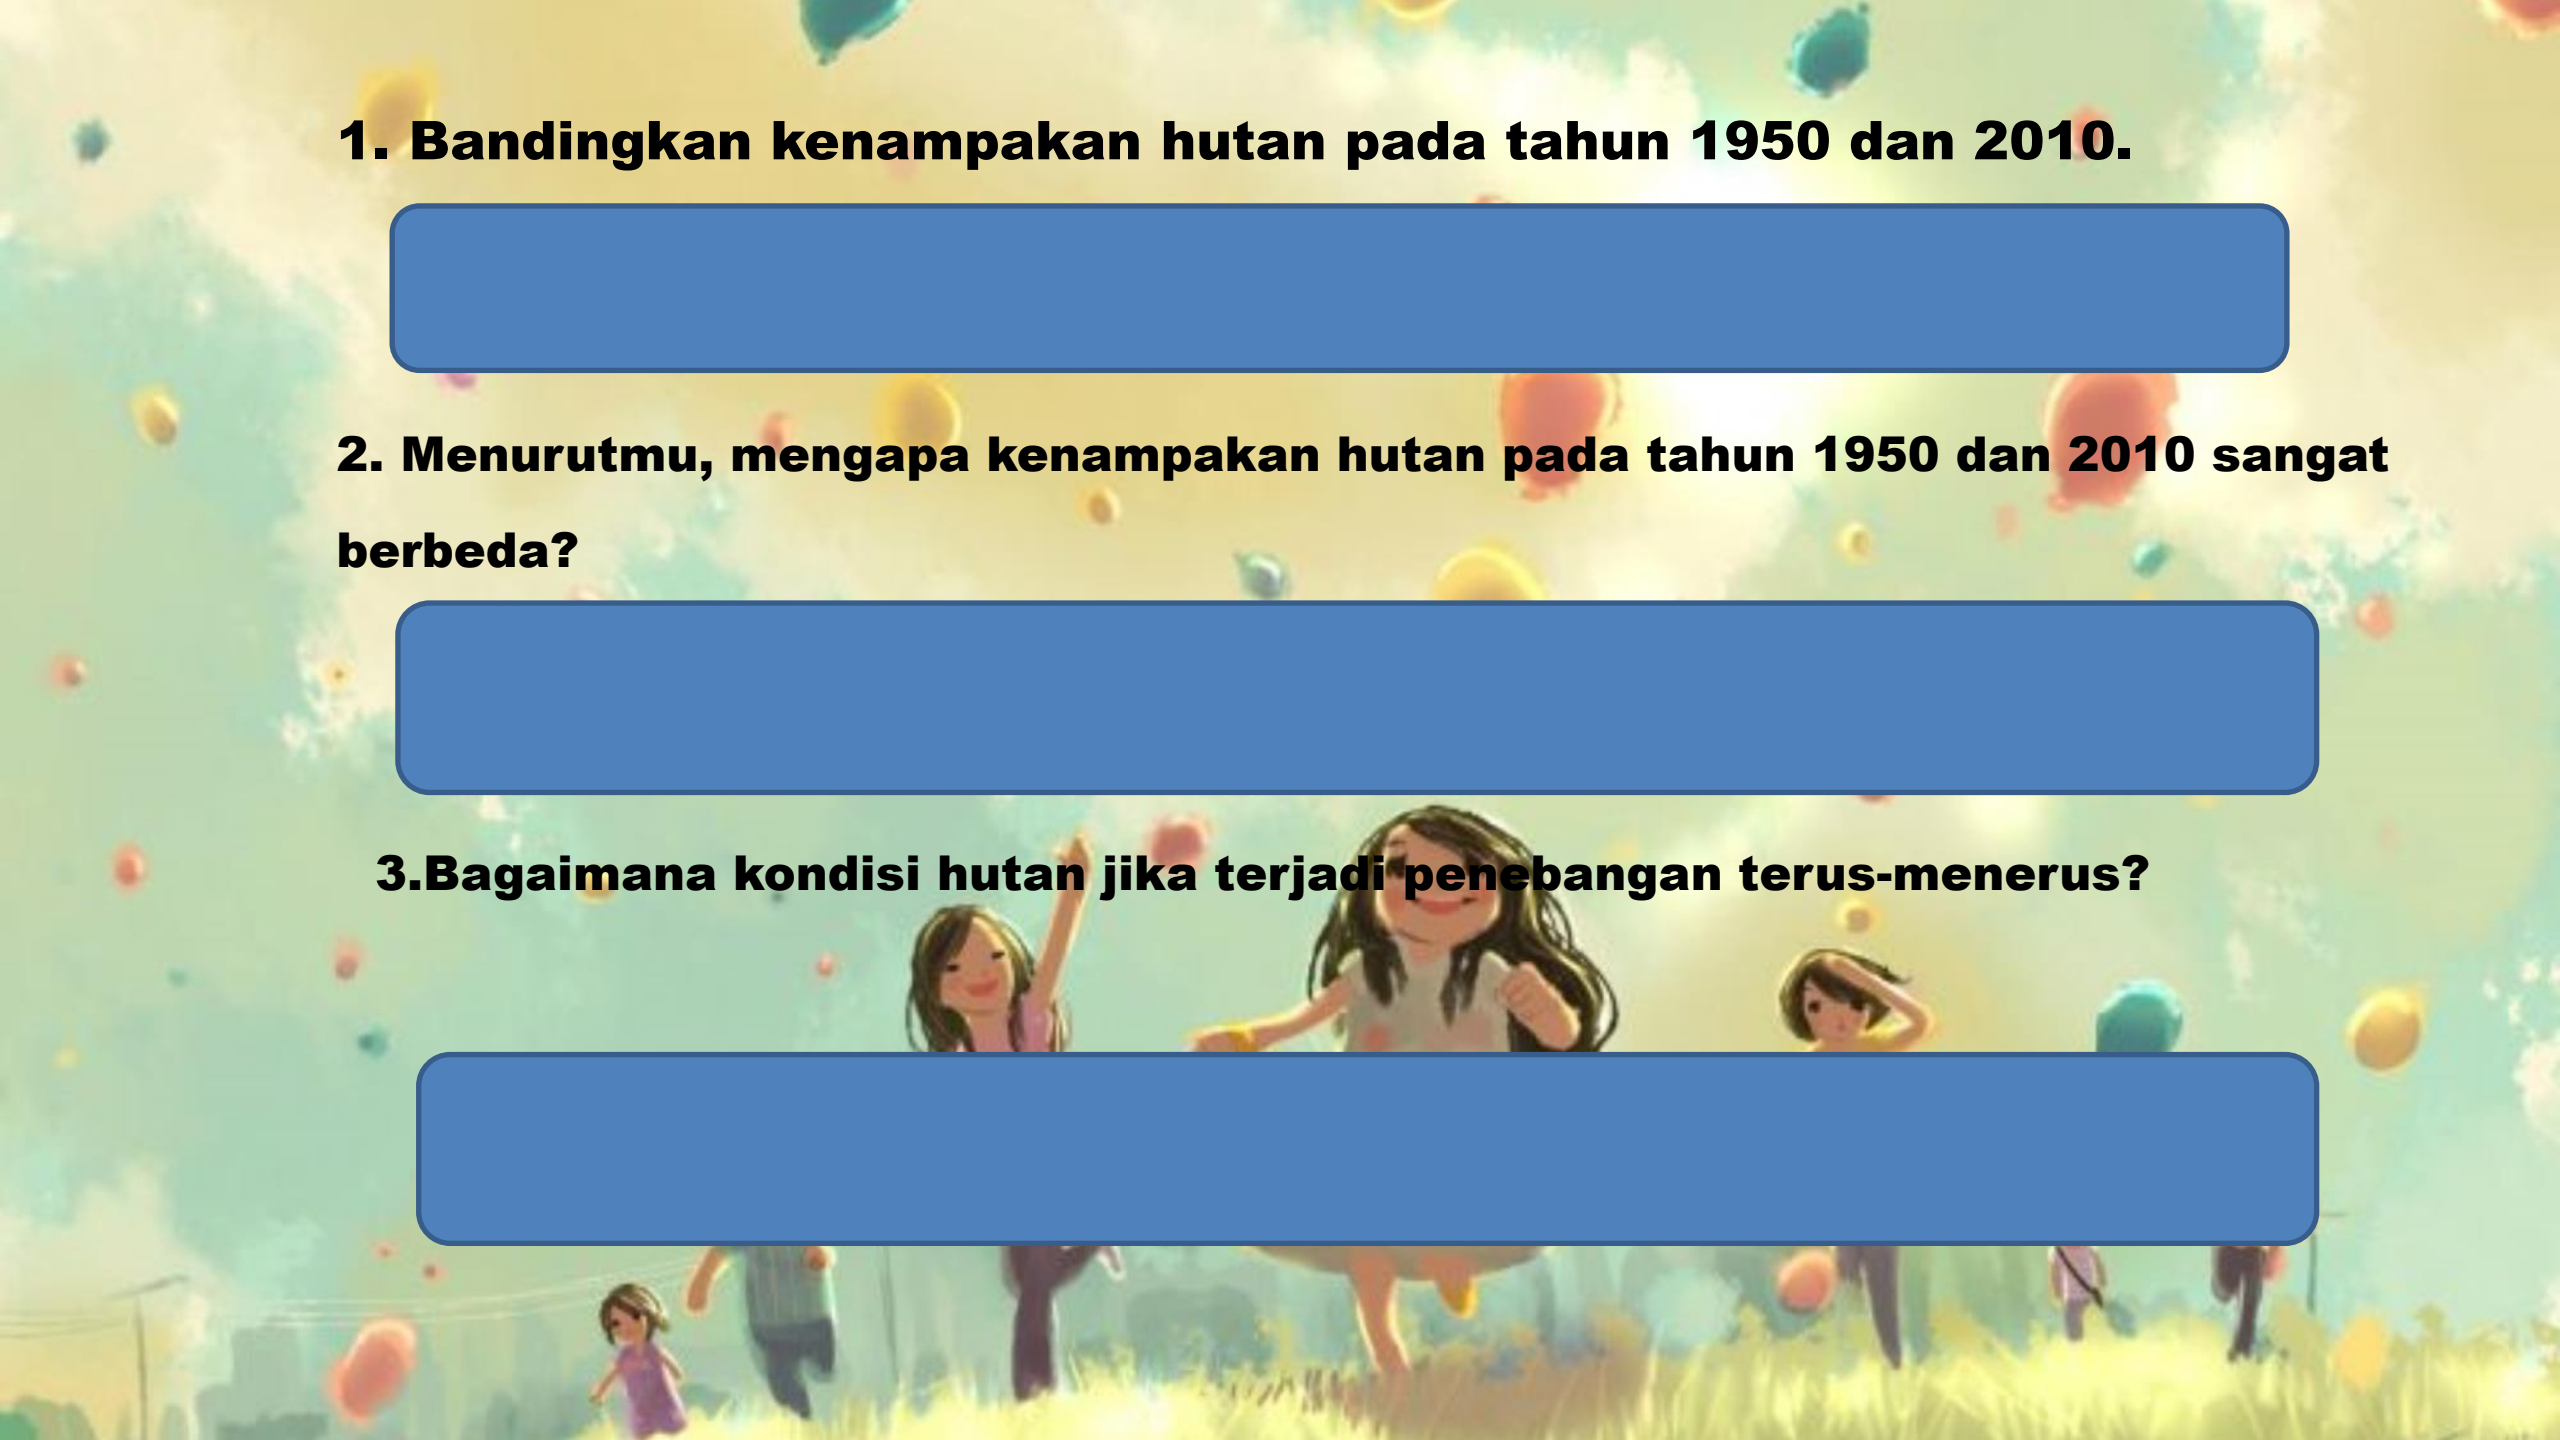 1. Bandingkan kenampakan hutan pada tahun 1950 dan 2010.
2. Menurutmu, mengapa kenampakan hutan pada tahun 1950 dan 2010 sangat
berbeda?
3.Bagaimana kondisi hutan jika terjadi penebangan terus-menerus?